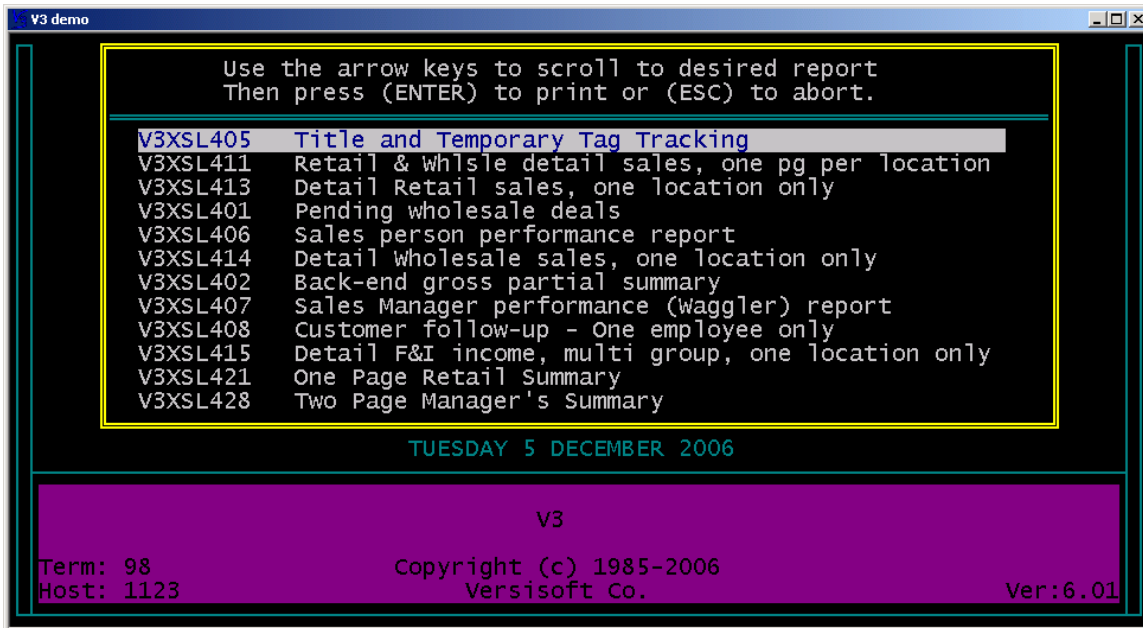 V3 demo
Use the arrow keys to scroll to desired report
Then press (ENTER) to print or (ESC) to abort.
V3XSL405 Title and Temporary Tag Tracking
V3XSL411 Retail & Whlsle detail sales, one pg per location
V3XSL413 Detail Retail sales, one location only
V3XSL401 Pending wholesale deals
V3XSL406 Sales person performance report
V3XSL414 Detail Wholesale sales, one location only
V3XSL402 Back-end gross partial summary
V3XSL407 Sales Manager performance (Waggler) report
V3XSL408 Customer follow-up - One employee only
V3XSL415 Detail F&I income, multi group, one location only
V3XSL421 One Page Retail Summary
V3XSL428 Two Page Manager's Summary
TUESDAY 5 DECEMBER 2006
V3
Term: 98 Copyright (c) 1985-2006
Host: 1123 Versisoft Co. Ver:6.01